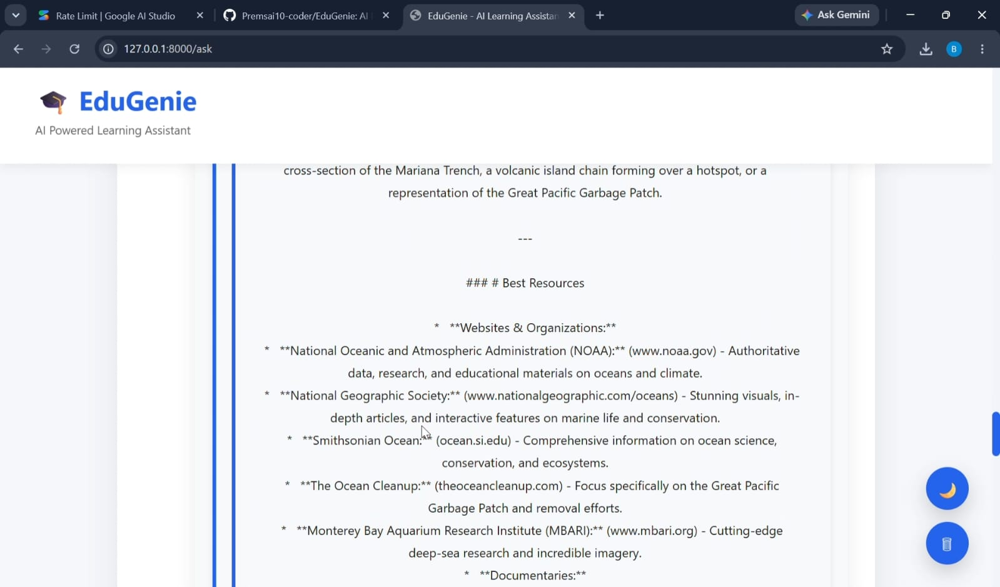 Rate Limit | Google AI Studio
Premsai10-coder/EduGenie: AI
EduGenie - AI Learning Assistan
Ask Gemini
127.0.0.1:8000/ask
B
EduGenie
AI Powered Learning Assistant
cross-section of the Mariana Trench, a volcanic island chain forming over a hotspot, or a
representation of the Great Pacific Garbage Patch.
---
### # Best Resources
* **Websites & Organizations:**
* **National Oceanic and Atmospheric Administration (NOAA):** (www.noaa.gov) - Authoritative
data, research, and educational materials on oceans and climate.
* **National Geographic Society:** (www.nationalgeographic.com/oceans) - Stunning visuals, in-
depth articles, and interactive features on marine life and conservation.
* **Smithsonian Ocean:** (ocean.si.edu) - Comprehensive information on ocean science,
conservation, and ecosystems.
* **The Ocean Cleanup:** (theoceancleanup.com) - Focus specifically on the Great Pacific
Garbage Patch and removal efforts.
* **Monterey Bay Aquarium Research Institute (MBARI):** (www.mbari.org) - Cutting-edge
deep-sea research and incredible imagery.
* **Documentaries:**